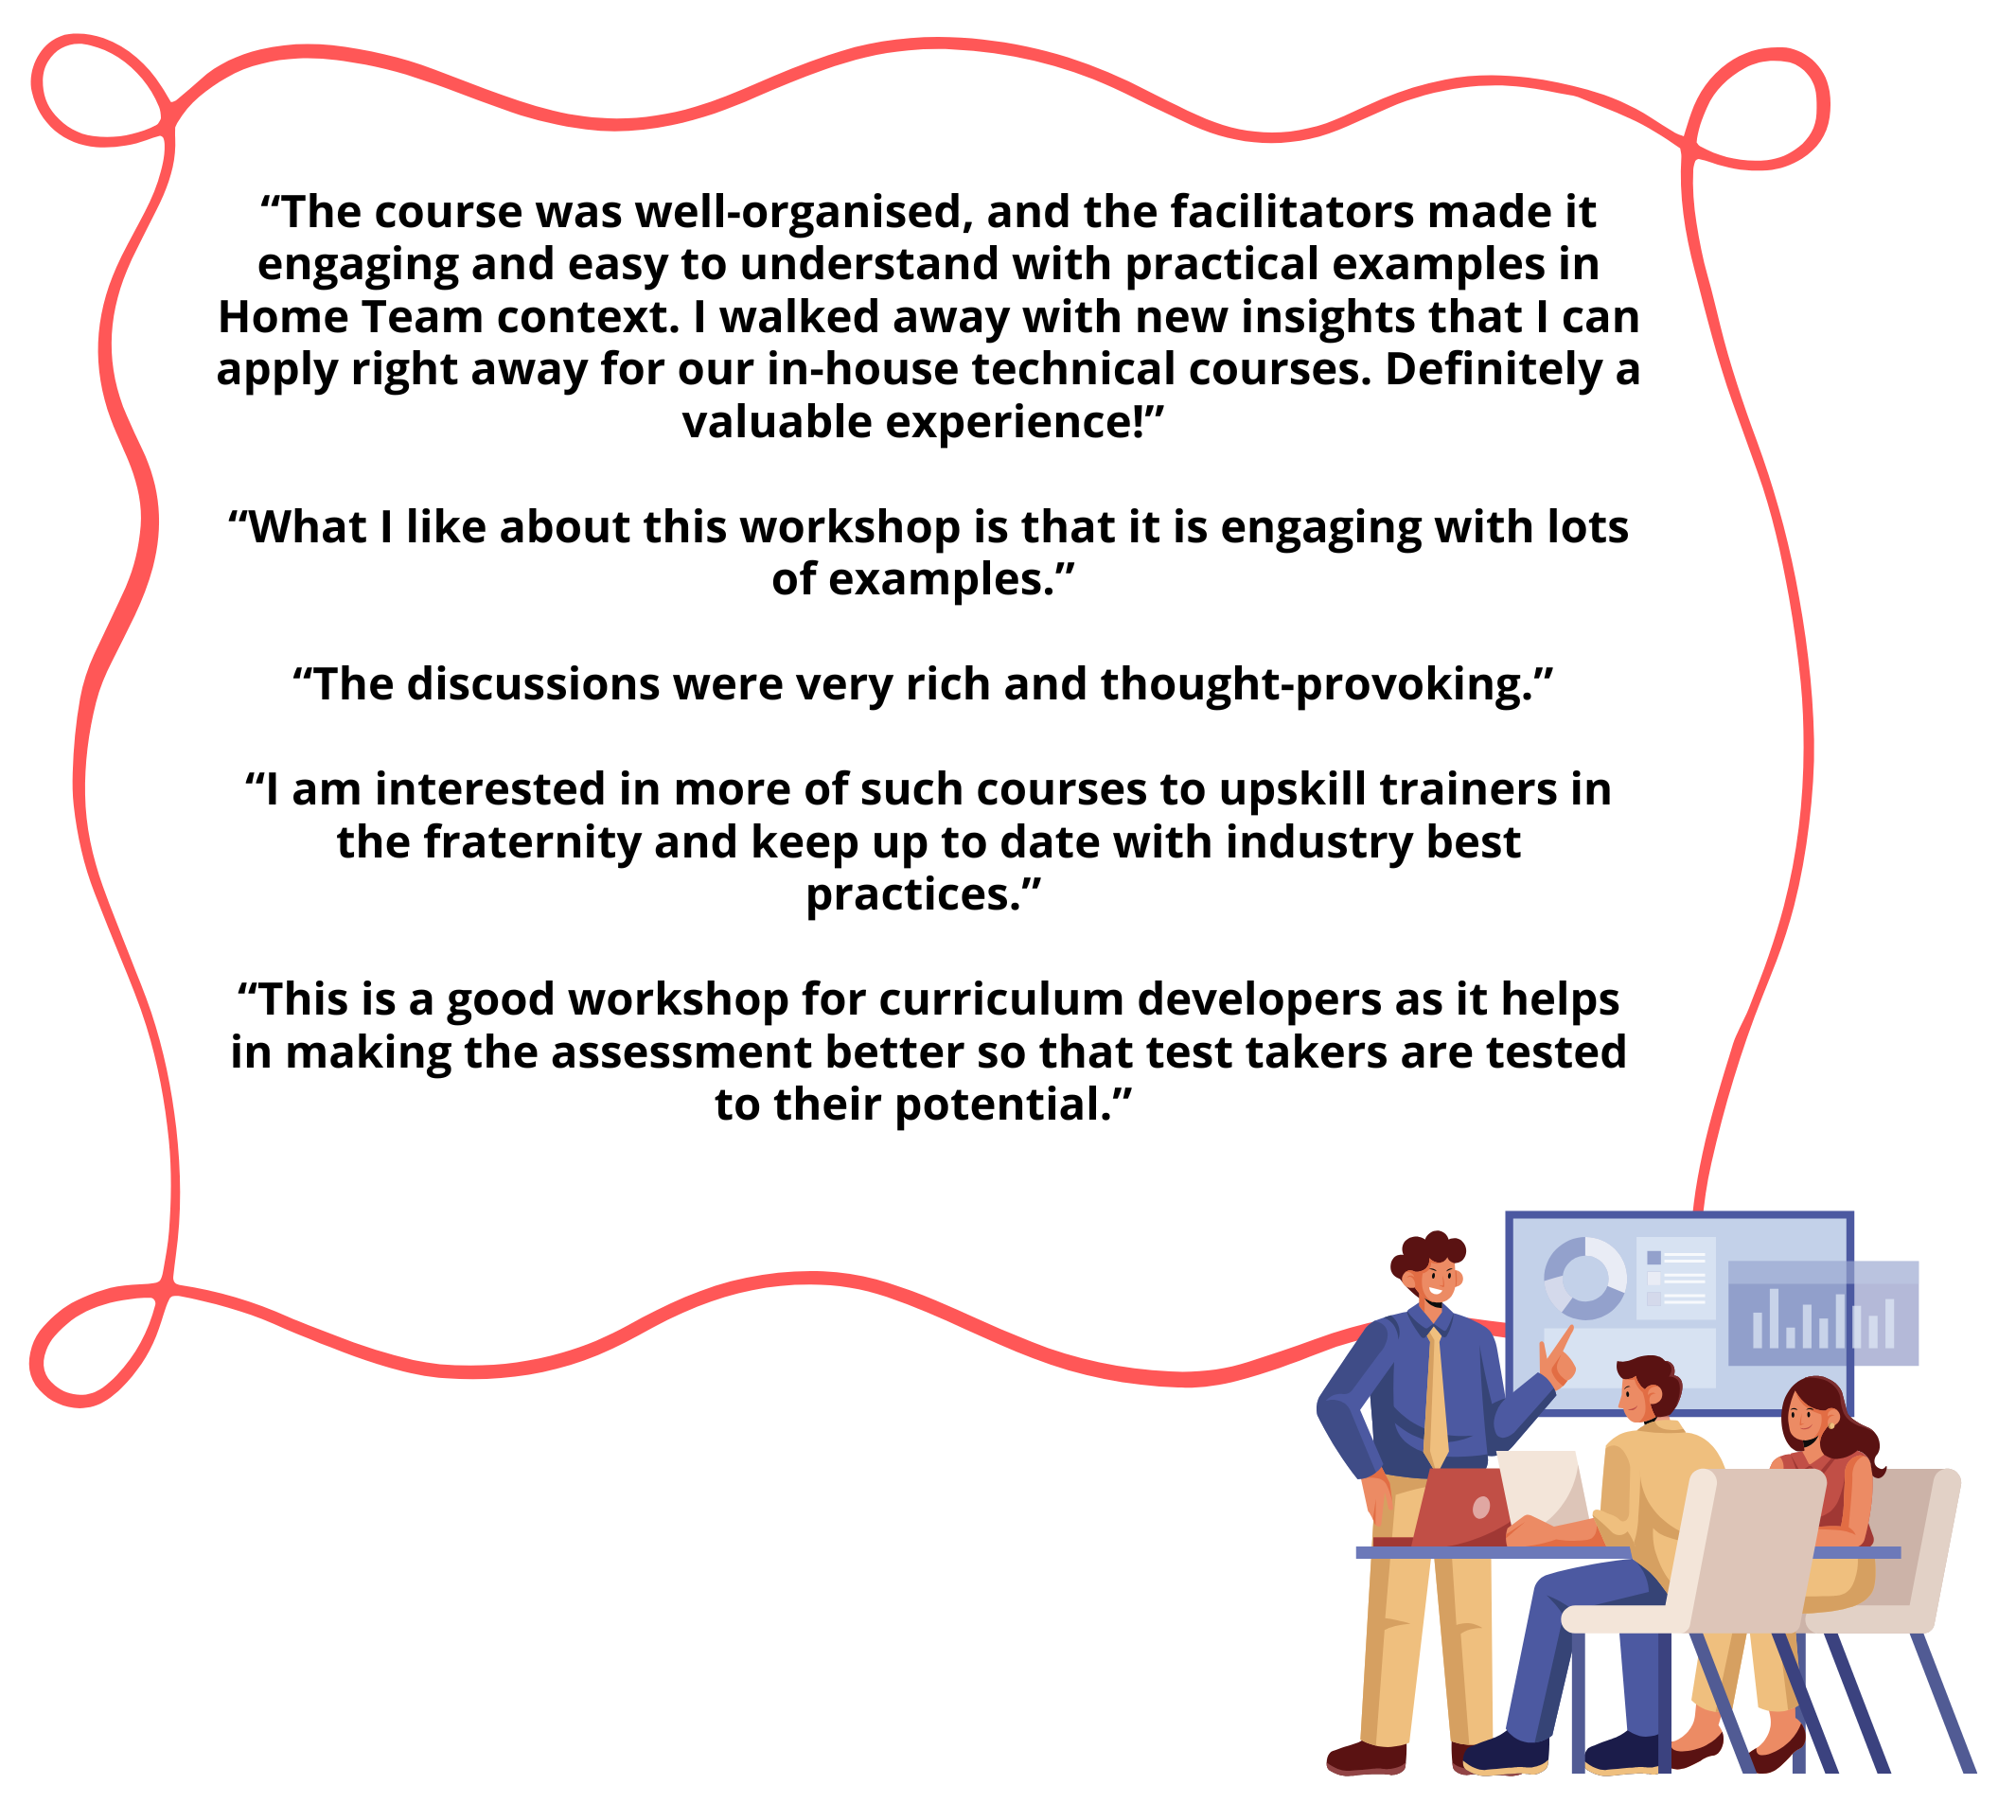 “The course was well-organised, and the facilitators made it
engaging and easy to understand with practical examples in
Home Team context. I walked away with new insights that I can
apply right away for our in-house technical courses. Definitely a
valuable experience!”
“What I like about this workshop is that it is engaging with lots
of examples.”
“The discussions were very rich and thought-provoking.”
“I am interested in more of such courses to upskill trainers in
the fraternity and keep up to date with industry best
practices.”
“This is a good workshop for curriculum developers as it helps
in making the assessment better so that test takers are tested
to their potential.”